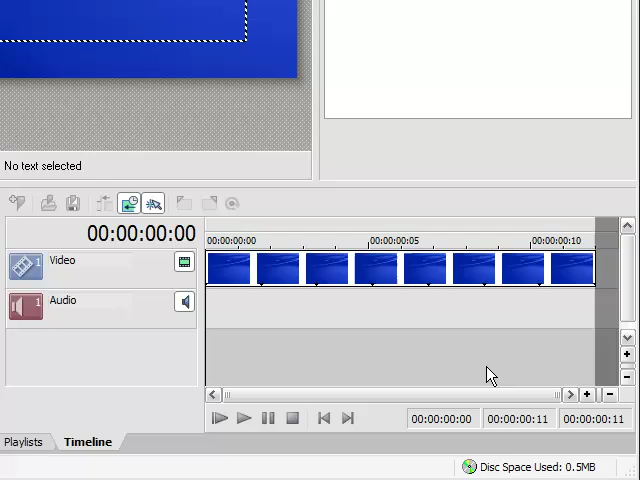 No text selected
00:00:00:00
00:00:00:00 00:00:00:05 00:00:00:10
1 Video
1 Audio
00:00:00:00 00:00:00:11 00:00:00:11
Playlists Timeline
Disc Space Used: 0.5MB